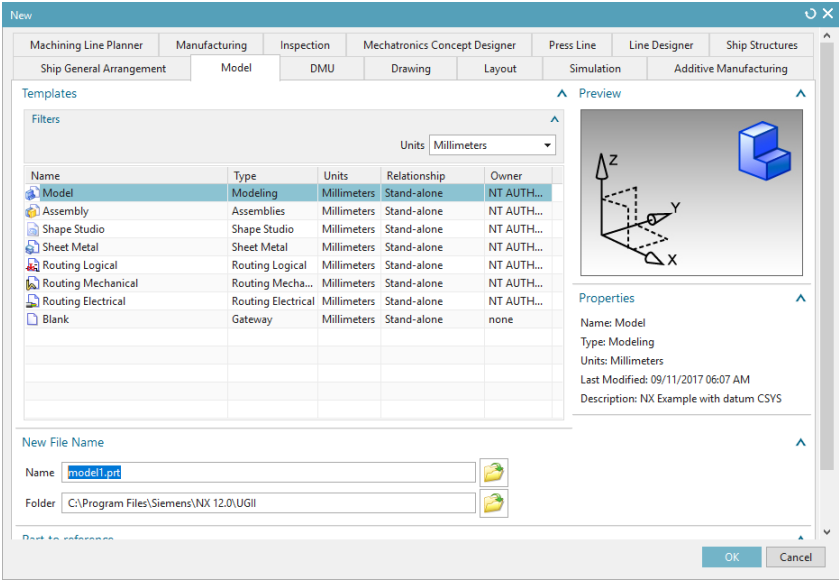 New
Machining Line Planner Manufacturing Inspection Mechatronics Concept Designer Press Line Line Designer Ship Structures
Ship General Arrangement Model DMU Drawing Layout Simulation Additive Manufacturing
Templates
Filters
Units Millimeters
Name Type Units Relationship Owner
Model Modeling Millimeters Stand-alone NT AUTH...
Assembly Assemblies Millimeters Stand-alone NT AUTH...
Shape Studio Shape Studio Millimeters Stand-alone NT AUTH...
Sheet Metal Sheet Metal Millimeters Stand-alone NT AUTH...
Routing Logical Routing Logical Millimeters Stand-alone NT AUTH...
Routing Mechanical Routing Mecha... Millimeters Stand-alone NT AUTH...
Routing Electrical Routing Electrical Millimeters Stand-alone NT AUTH...
Blank Gateway Millimeters Stand-alone none
Preview
Z
Y
X
Properties
Name: Model
Type: Modeling
Units: Millimeters
Last Modified: 09/11/2017 06:07 AM
Description: NX Example with datum CSYS
New File Name
Name model1.prt
Folder C:\Program Files\Siemens\NX 12.0\UGII
Part to reference
OK Cancel